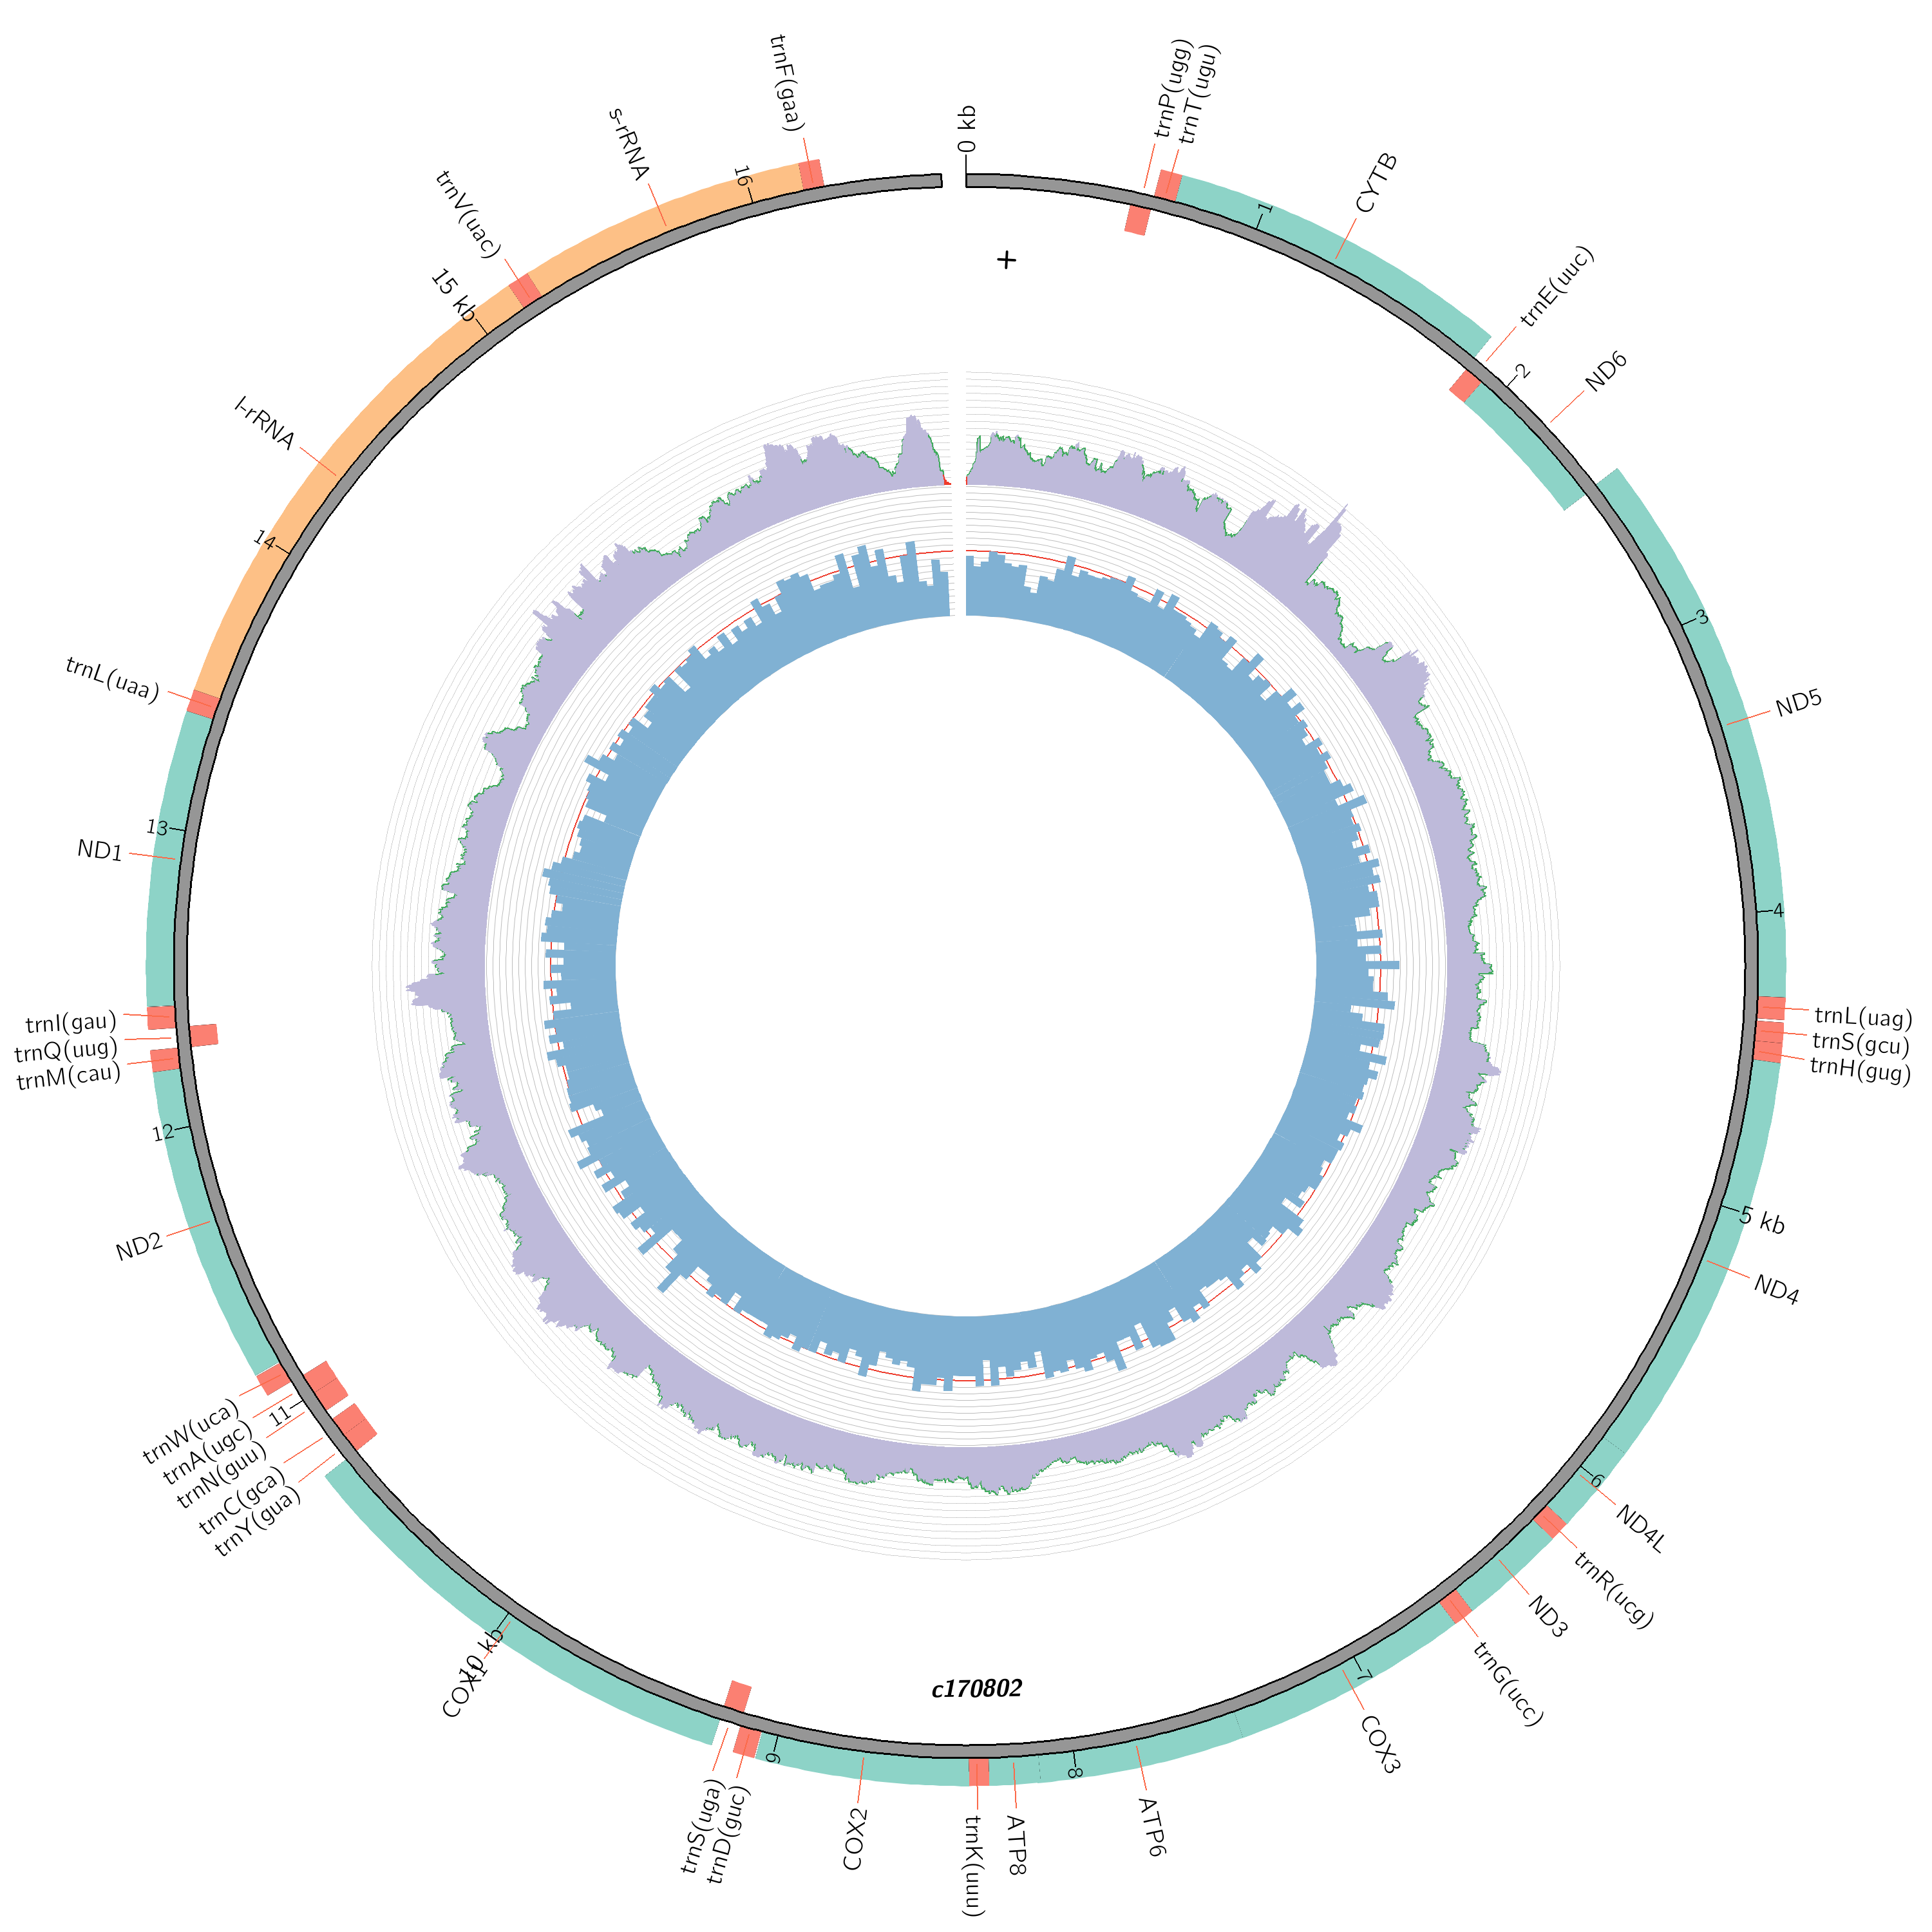 0 kb
trnP(ugg)
trnT(ugu)
1
CYTB
trnE(uuc)
2
ND6
3
ND5
4
trnL(uag)
trnS(gcu)
trnH(gug)
5 kb
ND4
6
ND4L
trnR(ucg)
ND3
trnG(ucc)
7
COX3
ATP6
8
ATP8
trnK(uuu)
COX2
9
trnD(guc)
trnS(uga)
10 kb
COX1
trnY(gua)
trnC(gca)
trnN(guu)
11
trnA(ugc)
trnW(uca)
ND2
12
trnM(cau)
trnQ(uug)
trnI(gau)
ND1
13
trnL(uaa)
14
l-rRNA
15 kb
trnV(uac)
s-rRNA
16
trnF(gaa)
+
c170802